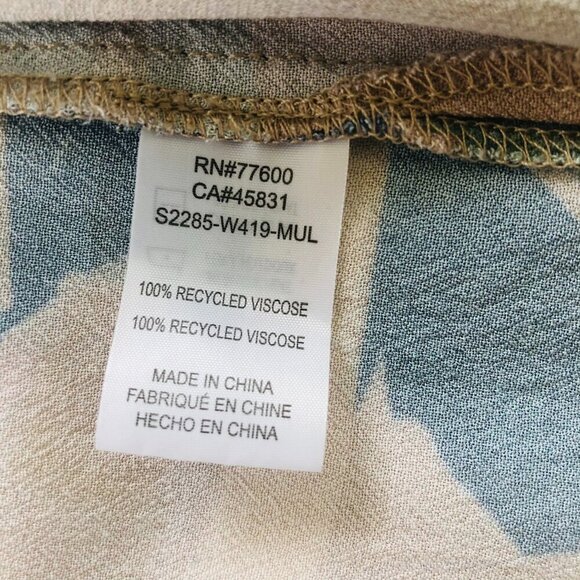 RN#77600
CA#45831
S2285-W419-MUL
100% RECYCLED VISCOSE
100% RECYCLED VISCOSE
MADE IN CHINA
FABRIQUÉ EN CHINE
HECHO EN CHINA